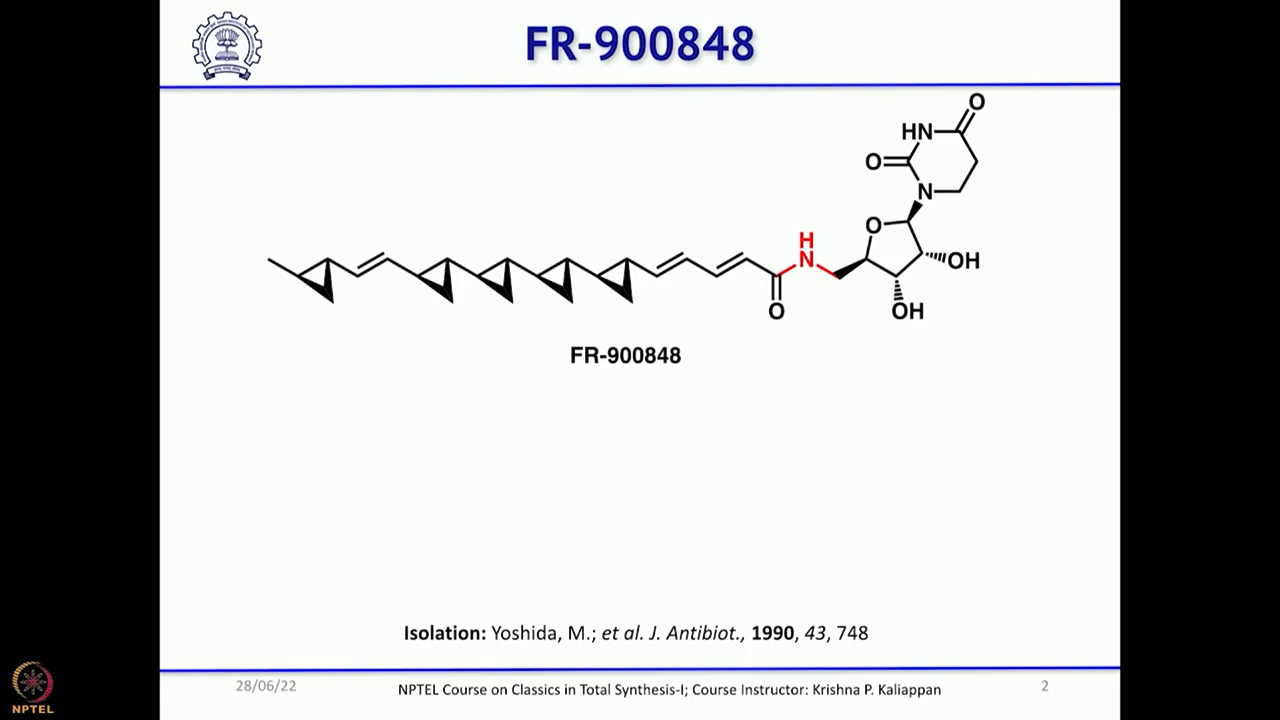 FR-900848
O
HN
O
N
O
H
N
OH
O
OH
FR-900848
Isolation: Yoshida, M.; et al. J. Antibiot., 1990, 43, 748
28/06/22
NPTEL Course on Classics in Total Synthesis-I; Course Instructor: Krishna P. Kaliappan
2
NPTEL